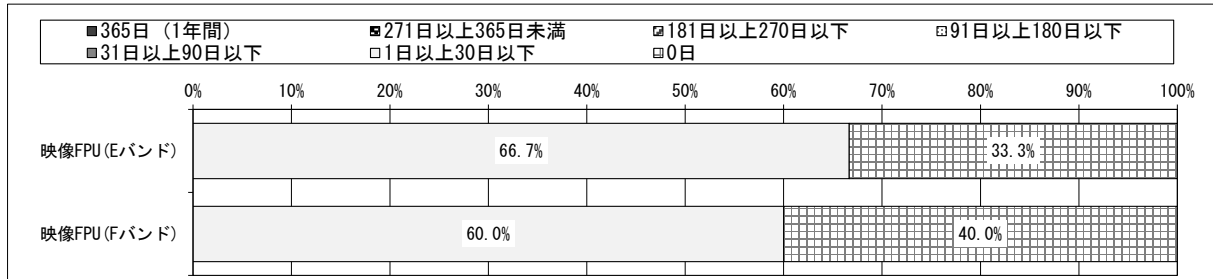 ■365日 (1年間) ■271日以上365日未満 ☑181日以上270日以下 ⊡91日以上180日以下
■31日以上90日以下 □1日以上30日以下 ⊞0日
0% 10% 20% 30% 40% 50% 60% 70% 80% 90% 100%
映像FPU(Eバンド) 66.7% 33.3%
映像FPU(Fバンド) 60.0% 40.0%